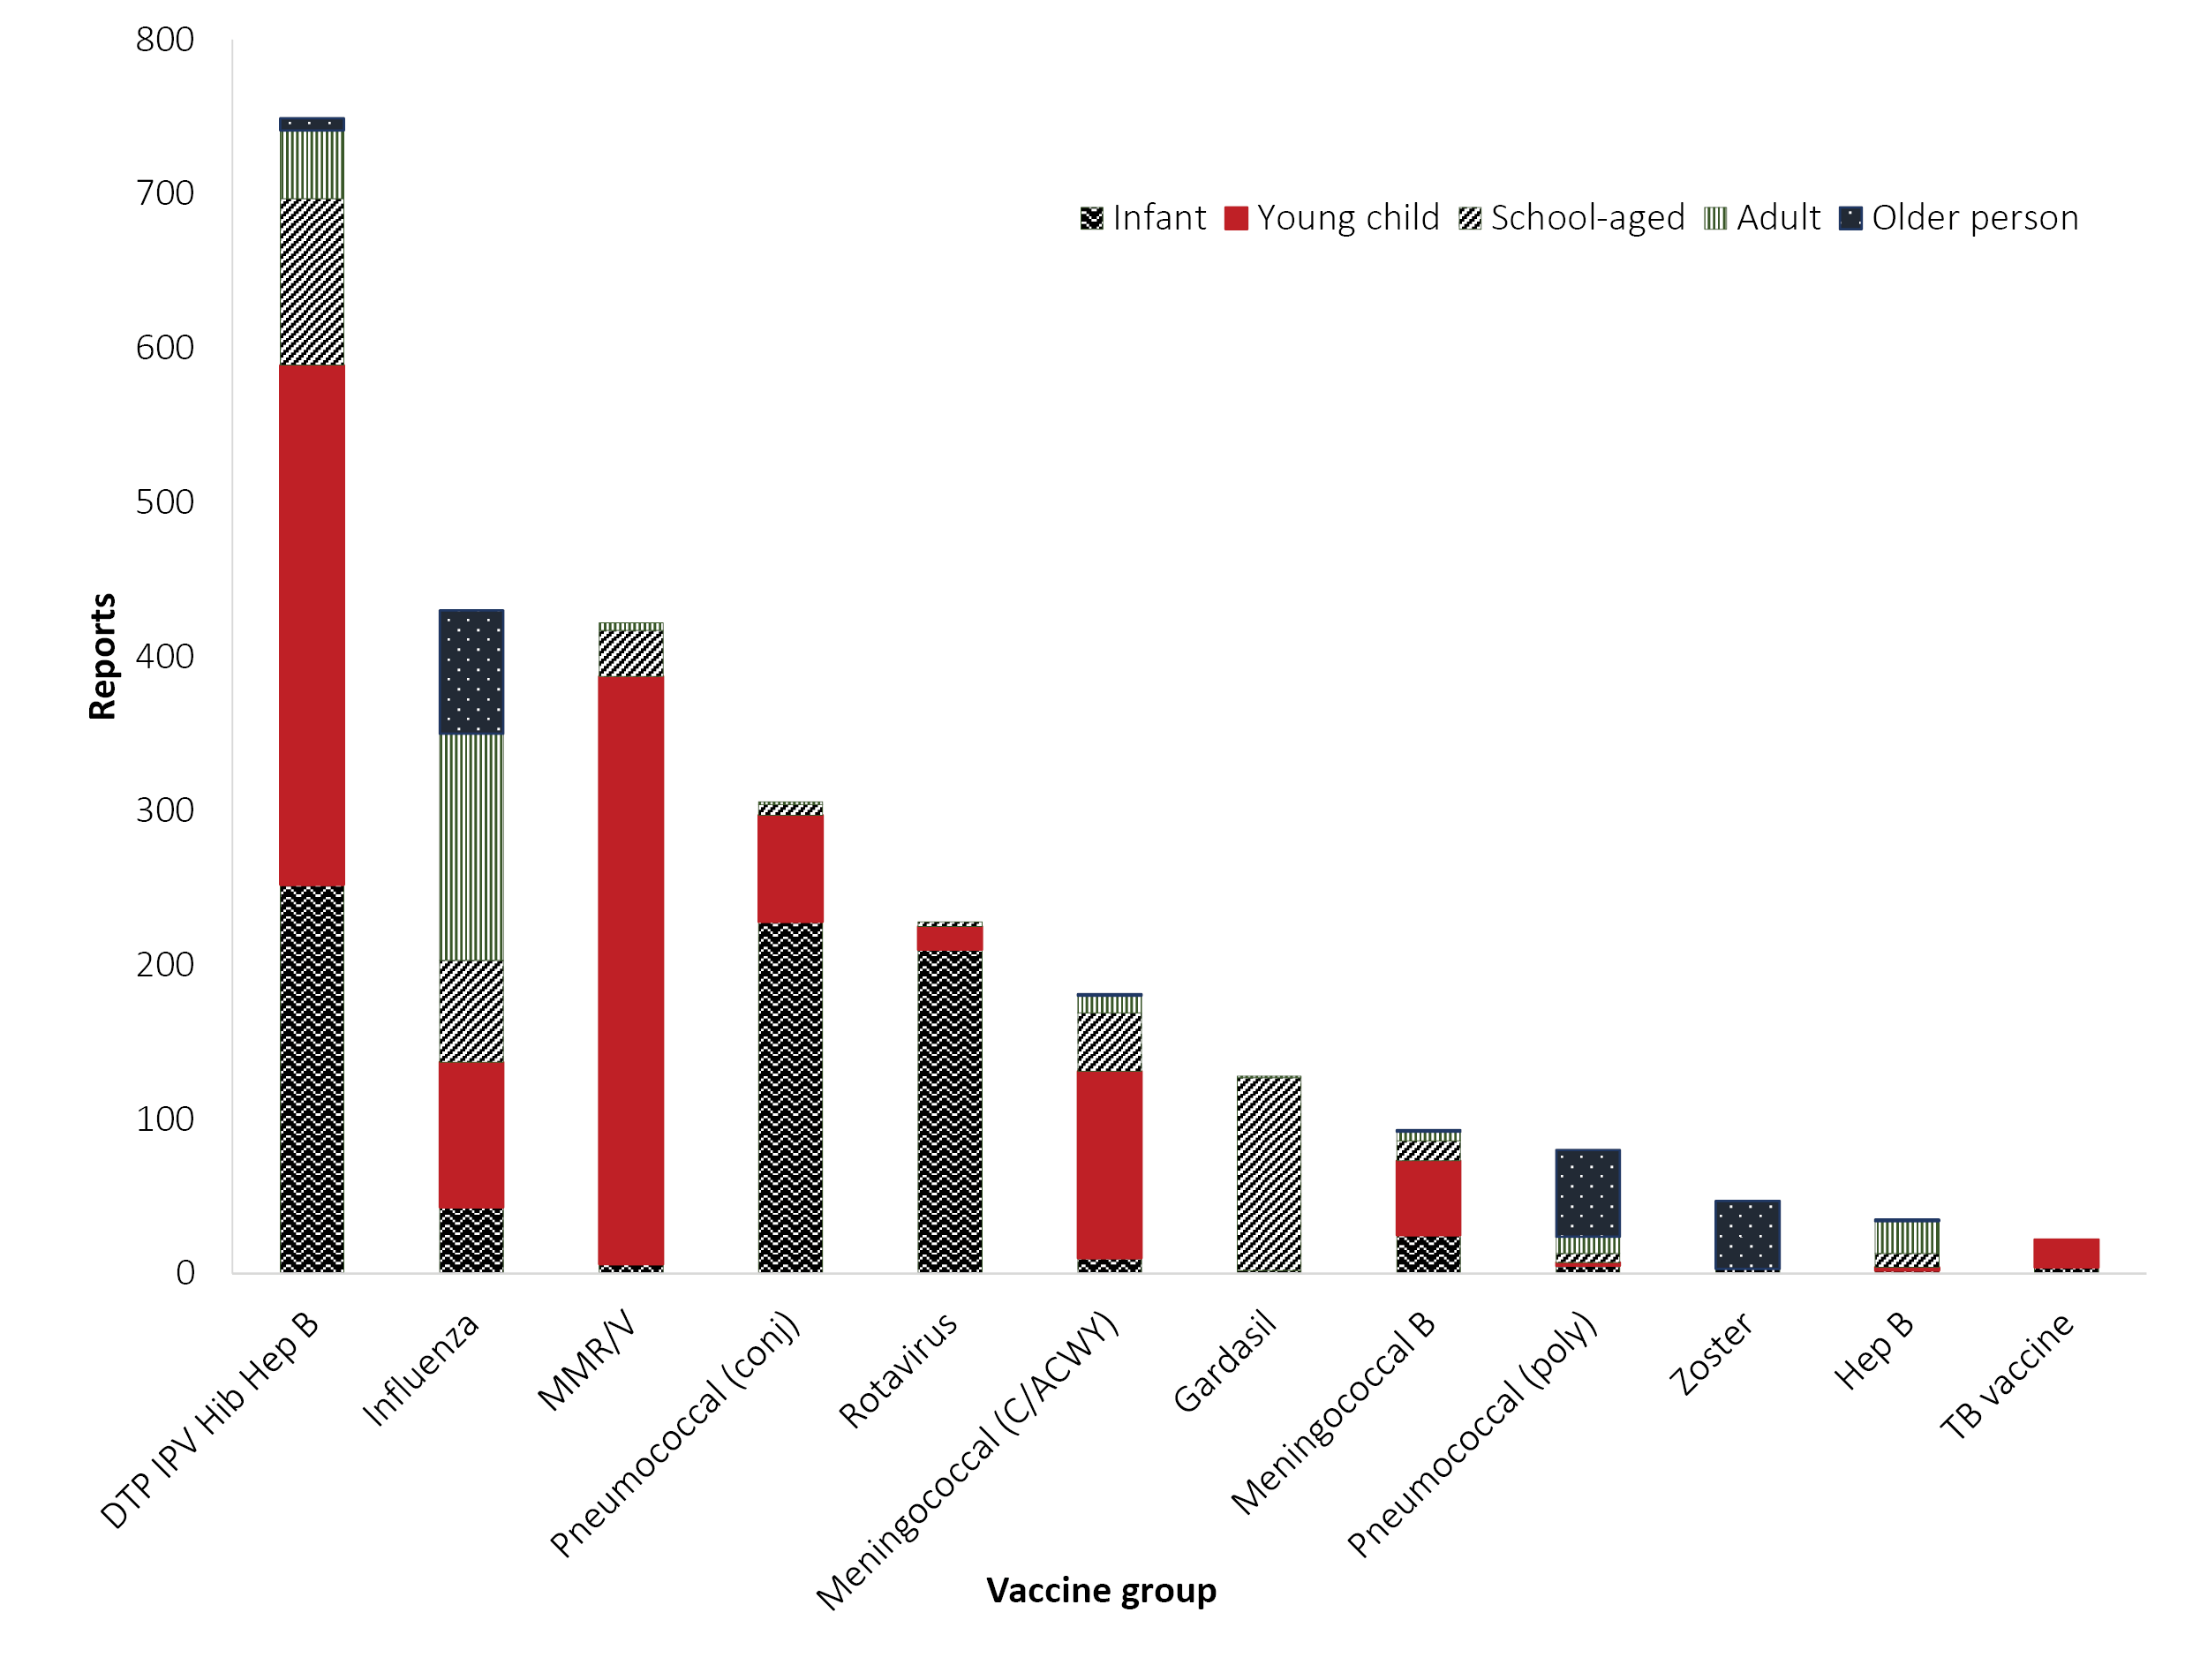 800
700
600
500
400
300
200
100
0
Reports
Infant Young child School-aged Adult Older person
DTP IPV Hib Hep B
Influenza
MMR/V
Pneumococcal (conj)
Rotavirus
Meningococcal (C/ACWY)
Gardasil
Meningococcal B
Pneumococcal (poly)
Zoster
Hep B
TB vaccine
Vaccine group